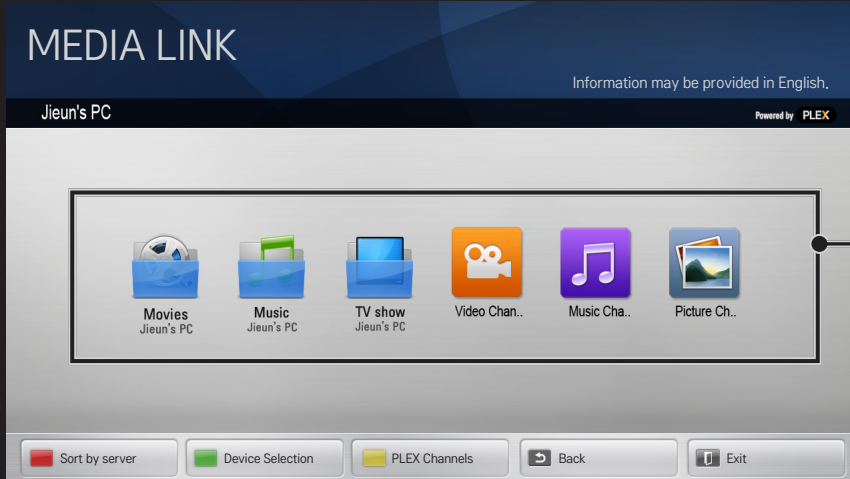 MEDIA LINK
Information may be provided in English.
Jieun's PC
Powered by PLEX
Movies
Jieun's PC
Music
Jieun's PC
TV show
Jieun's PC
Video Chan..
Music Cha..
Picture Ch..
Sort by server
Device Selection
PLEX Channels
Back
Exit